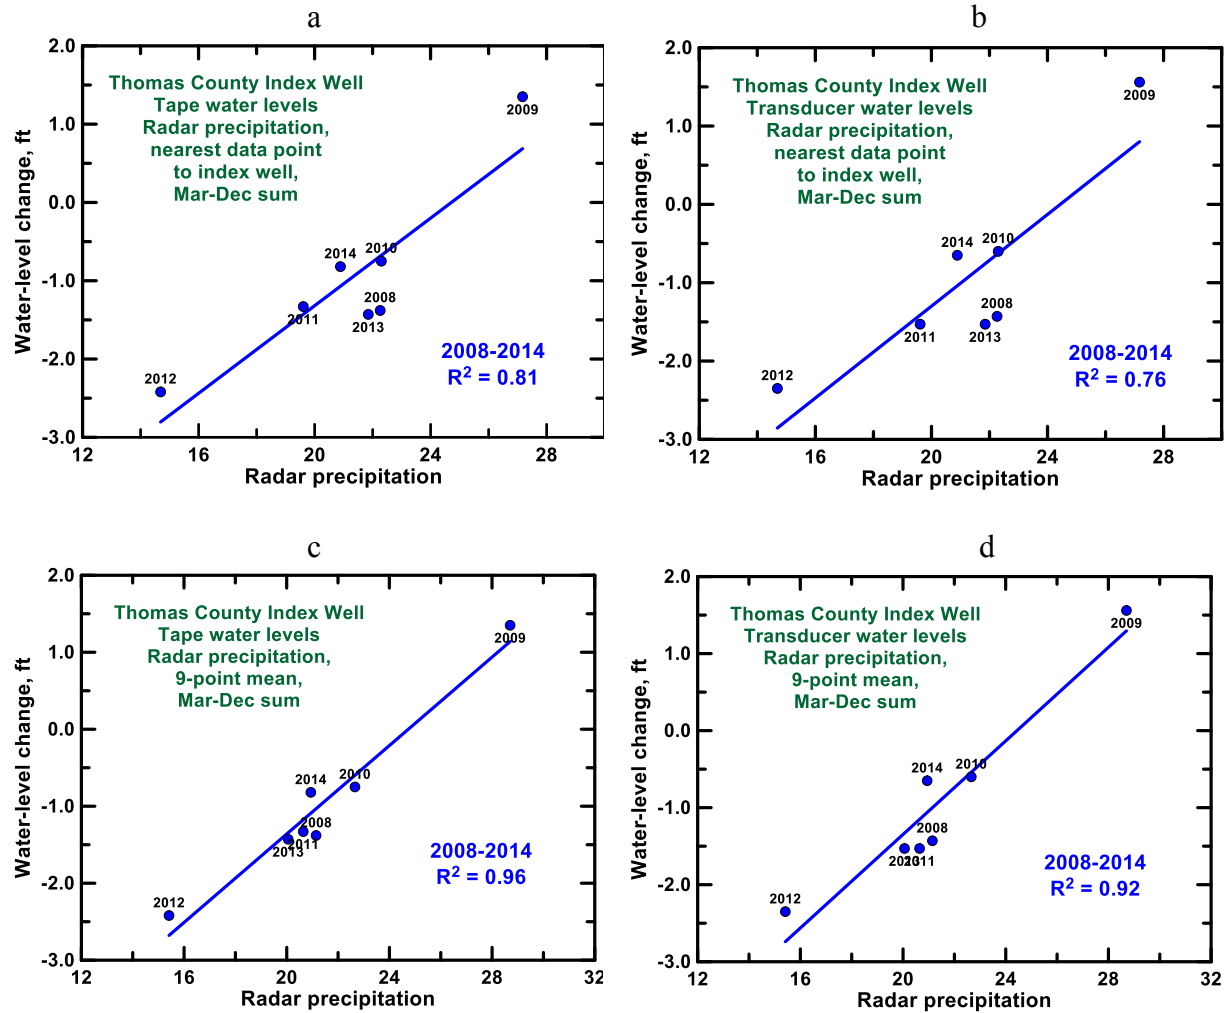 a
2.0
1.0
0.0
-1.0
-2.0
-3.0
Water-level change, ft
Thomas County Index Well
Tape water levels
Radar precipitation,
nearest data point
to index well,
Mar-Dec sum
2009
2014
2010
2011
2008
2013
2012
2008-2014
R² = 0.81
12 16 20 24 28
Radar precipitation
b
2.0
1.0
0.0
-1.0
-2.0
-3.0
Water-level change, ft
Thomas County Index Well
Transducer water levels
Radar precipitation,
nearest data point
to index well,
Mar-Dec sum
2009
2014
2010
2008
2011
2013
2012
2008-2014
R² = 0.76
12 16 20 24 28
Radar precipitation
c
2.0
1.0
0.0
-1.0
-2.0
-3.0
Water-level change, ft
Thomas County Index Well
Tape water levels
Radar precipitation,
9-point mean,
Mar-Dec sum
2009
2014
2010
2008
2011
2013
2012
2008-2014
R² = 0.96
12 16 20 24 28 32
Radar precipitation
d
2.0
1.0
0.0
-1.0
-2.0
-3.0
Water-level change, ft
Thomas County Index Well
Transducer water levels
Radar precipitation,
9-point mean,
Mar-Dec sum
2009
2014
2010
2008
2013
2011
2012
2008-2014
R² = 0.92
12 16 20 24 28 32
Radar precipitation